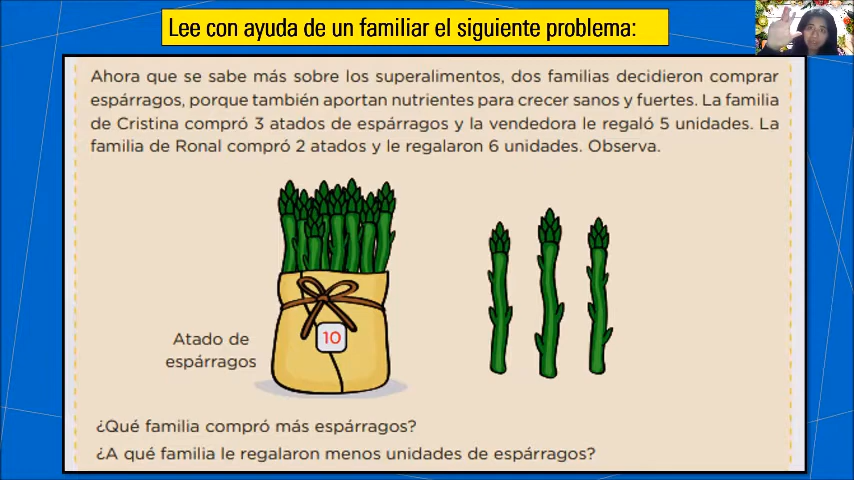 Lee con ayuda de un familiar el siguiente problema:
Ahora que se sabe más sobre los superalimentos, dos familias decidieron comprar
espárragos, porque también aportan nutrientes para crecer sanos y fuertes. La familia
de Cristina compró 3 atados de espárragos y la vendedora le regaló 5 unidades. La
familia de Ronal compró 2 atados y le regalaron 6 unidades. Observa.
10
Atado de
espárragos
¿Qué familia compró más espárragos?
¿A qué familia le regalaron menos unidades de espárragos?